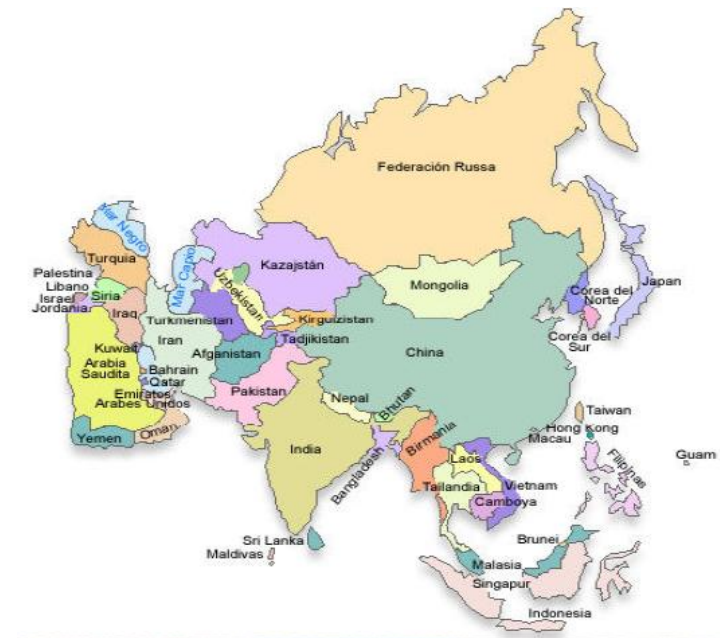 Federación Russa
Mar Negro
Turquia
Mar Capio
Kazajstán
Mongolia
Palestina
Libano
Israel
Siria
Jordania
Iraq
Uzbekistan
Turkmenistan
Kirguizistan
Tadjikistan
Corea del
Norte
Japan
Corea del
Sur
Iran
Afganistan
China
Kuwait
Arabia
Saudita
Bahrain
Qatar
Emiratos
Arabes Unidos
Pakistan
Nepal
Bhutan
Taiwan
Hong Kong
Macau
Yemen
Oman
India
Bangladesh
Birmania
Laos
Filipinas
Guam
Tailandia
Vietnam
Camboya
Sri Lanka
Maldivas
Brunei
Malasia
Singapur
Indonesia